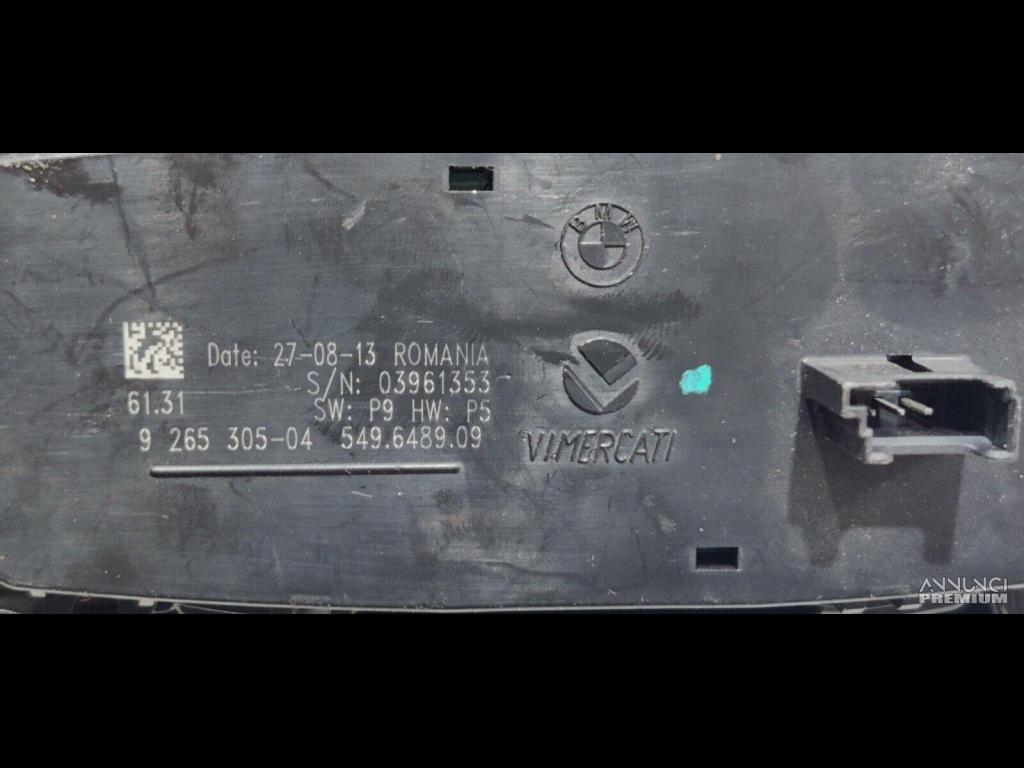 BMW
Date: 27-08-13 ROMANIA
S/N: 03961353
61.31 SW: P9 HW: P5
9 265 305-04 549.6489.09
VIMERCATI
ANNUNCI
PREMIUM